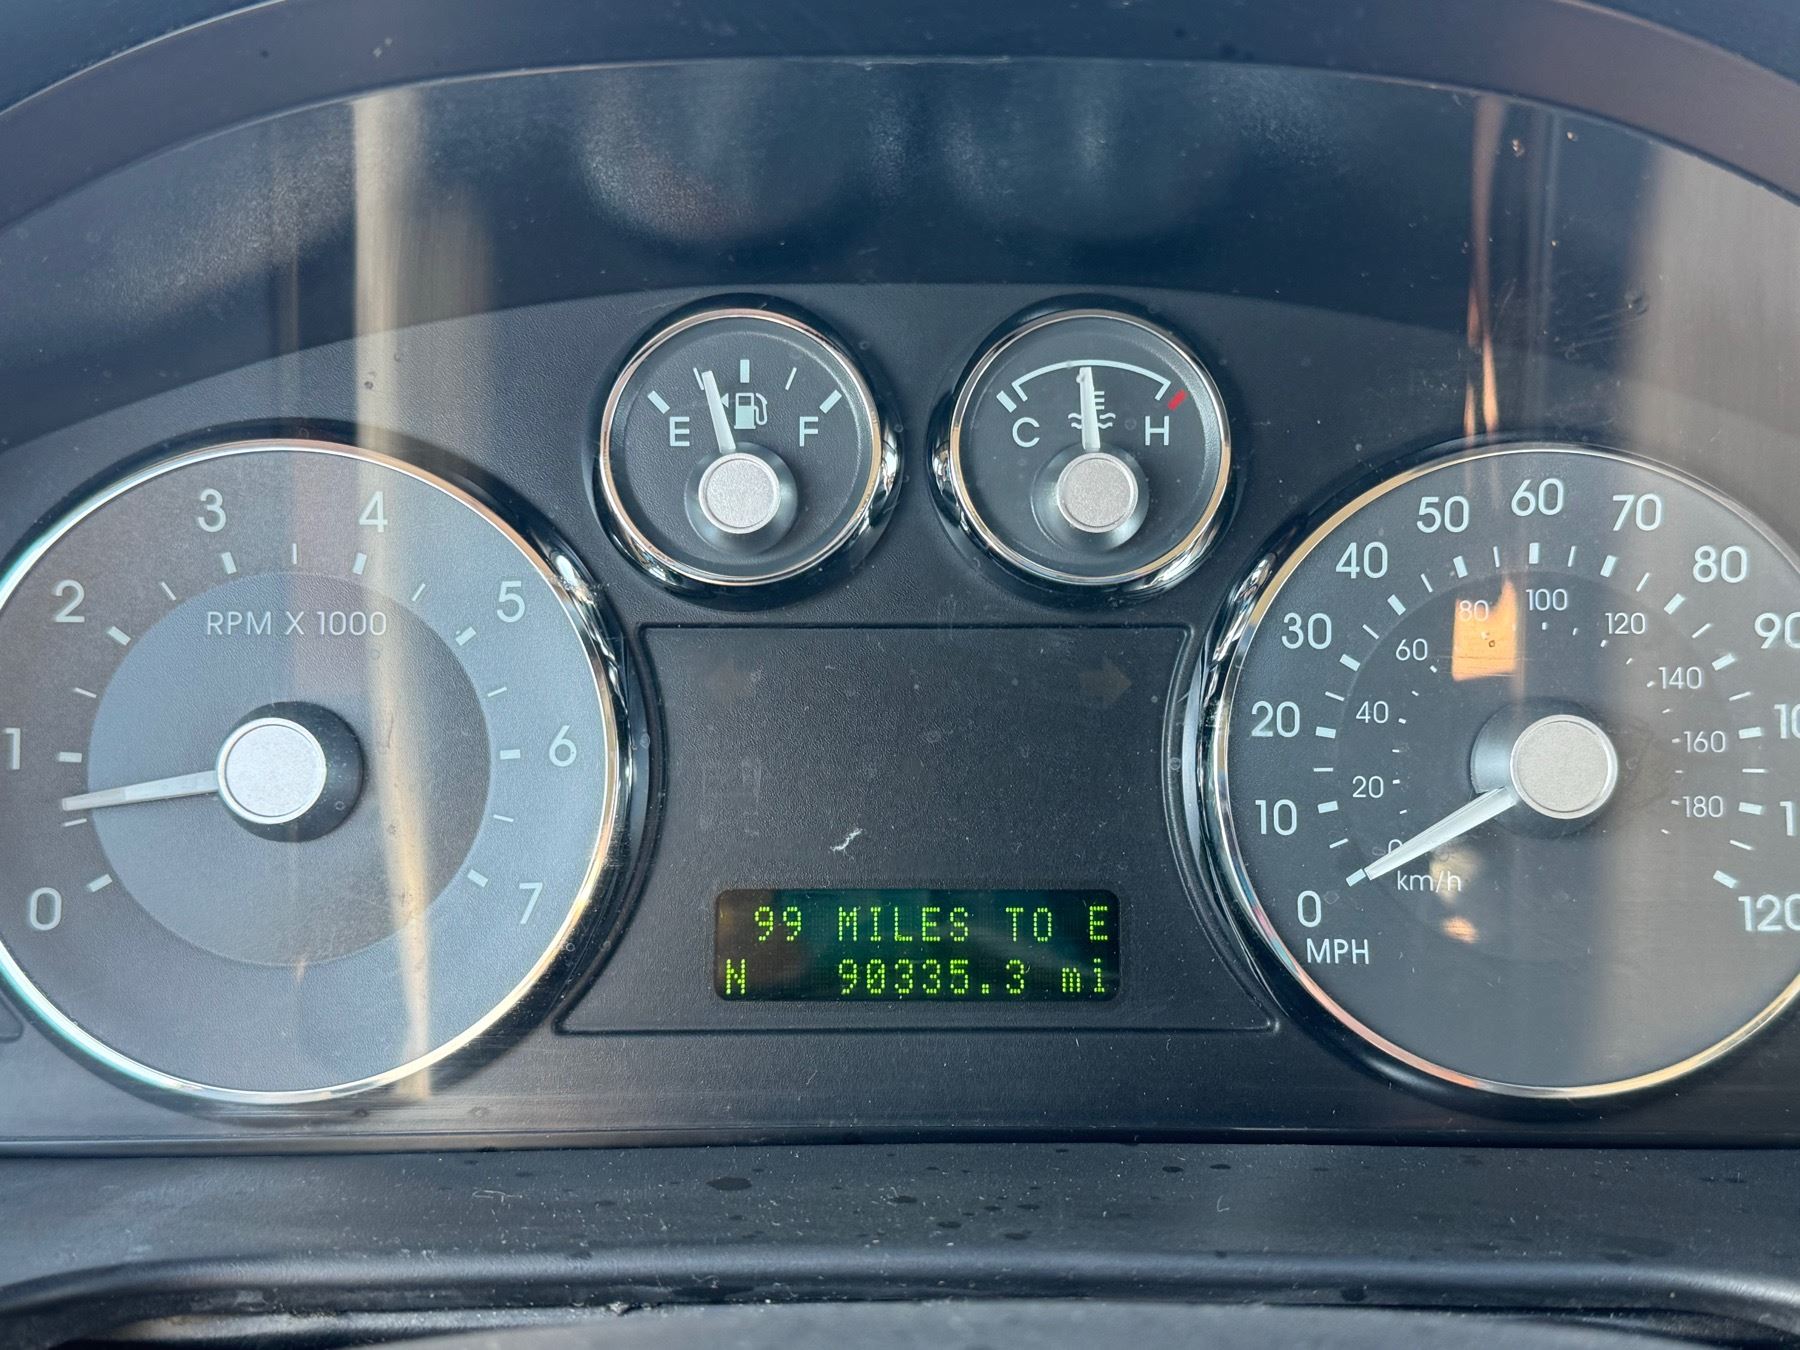 E F
C H
0 1 2 3 4 5 6 7
RPM X 1000
0 10 20 30 40 50 60 70 80 90
120
MPH
20 40 60 80 100 120 140 160 180
km/h
99 MILES TO E
N 90335.3 mi